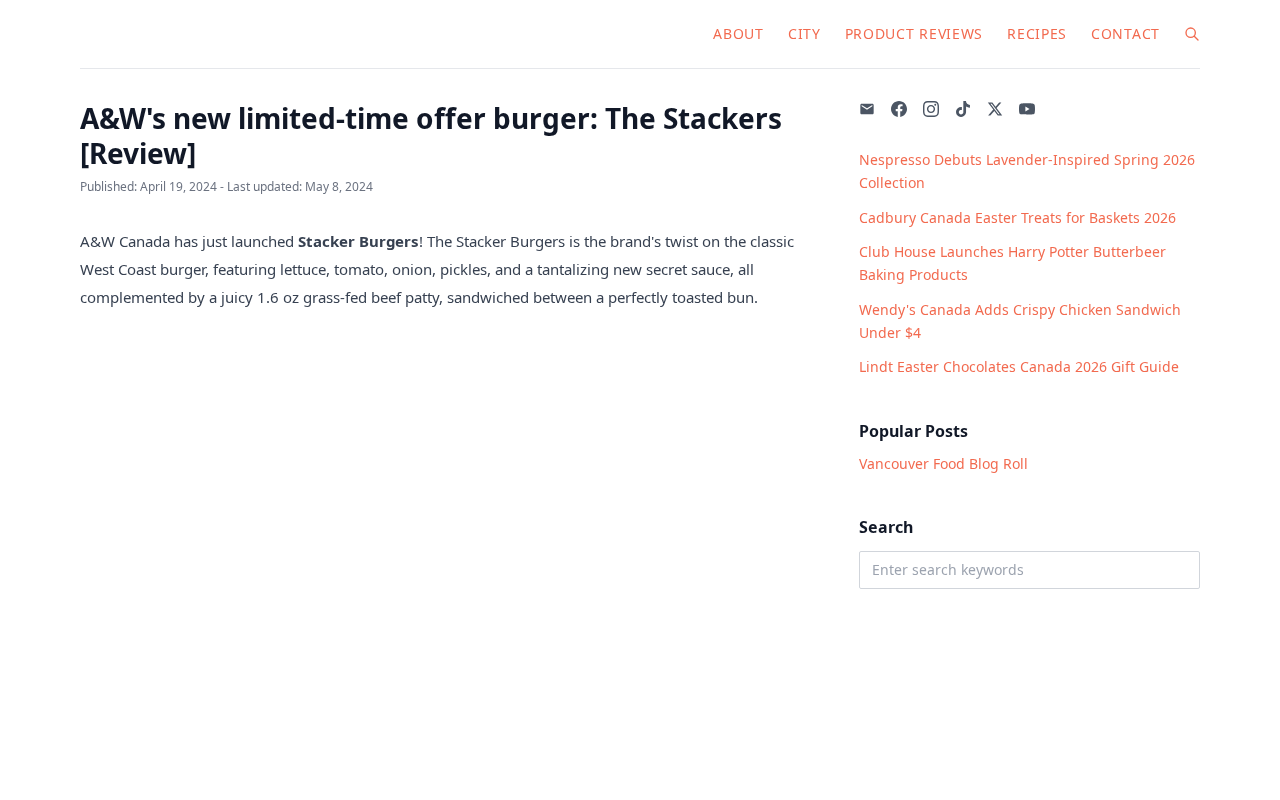 ABOUT CITY PRODUCT REVIEWS RECIPES CONTACT
A&W's new limited-time offer burger: The Stackers
[Review]
Published: April 19, 2024 - Last updated: May 8, 2024
A&W Canada has just launched Stacker Burgers! The Stacker Burgers is the brand's twist on the classic
West Coast burger, featuring lettuce, tomato, onion, pickles, and a tantalizing new secret sauce, all
complemented by a juicy 1.6 oz grass-fed beef patty, sandwiched between a perfectly toasted bun.
Nespresso Debuts Lavender-Inspired Spring 2026
Collection
Cadbury Canada Easter Treats for Baskets 2026
Club House Launches Harry Potter Butterbeer
Baking Products
Wendy's Canada Adds Crispy Chicken Sandwich
Under $4
Lindt Easter Chocolates Canada 2026 Gift Guide
Popular Posts
Vancouver Food Blog Roll
Search
Enter search keywords